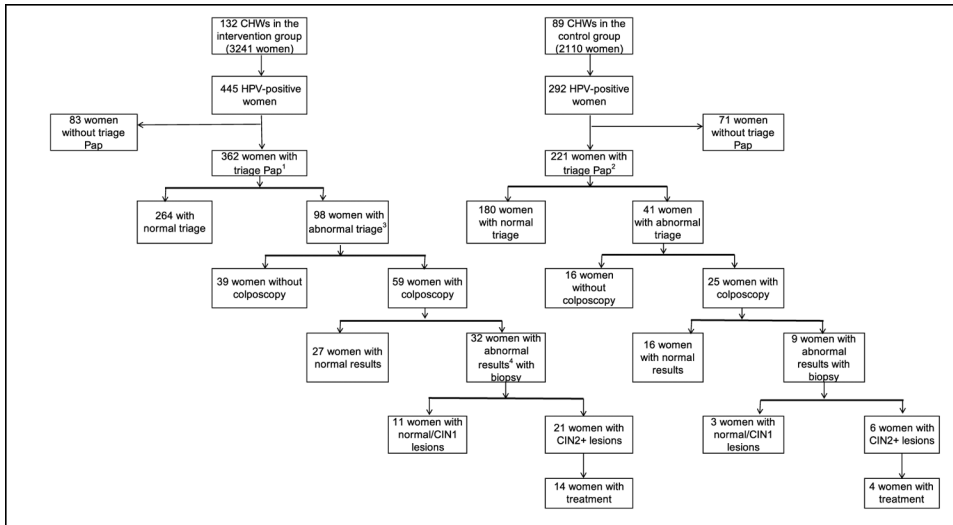 132 CHWs in the
intervention group
(3241 women)
89 CHWs in the
control group
(2110 women)
445 HPV-positive
women
292 HPV-positive
women
83 women
without triage
Pap
71 women
without triage
Pap
362 women with
triage Pap¹
221 women with
triage Pap²
264 with
normal triage
98 women with
abnormal triage³
180 women
with normal
triage
41 women
with abnormal
triage
39 women without
colposcopy
59 women with
colposcopy
16 women
without
colposcopy
25 women with
colposcopy
27 women with
normal results
32 women with
abnormal
results⁴ with
biopsy
16 women
with normal
results
9 women with
abnormal
results with
biopsy
11 women with
normal/CIN1
lesions
21 women with
CIN2+ lesions
3 women with
normal/CIN1
lesions
6 women with
CIN2+ lesions
14 women with
treatment
4 women with
treatment